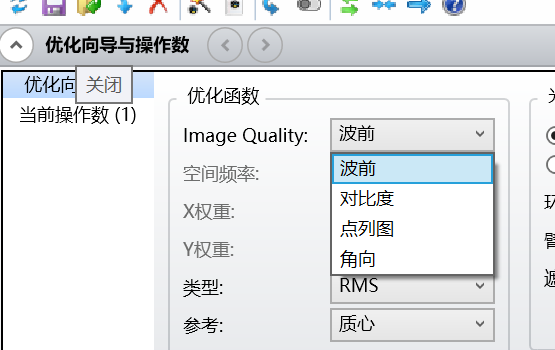 优化向导与操作数
优化向
关闭
当前操作数 (1)
优化函数
Image Quality:
波前
波前
对比度
点列图
角向
空间频率:
X权重:
Y权重:
类型:
RMS
参考:
质心